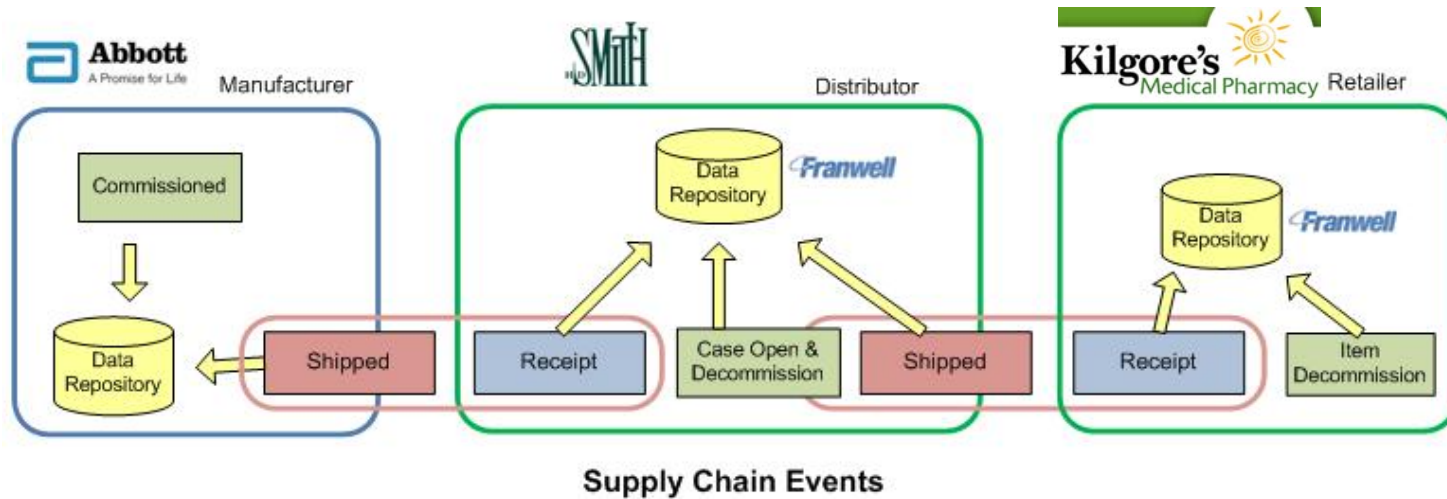 Abbott
A Promise for Life
Manufacturer
HD SMITH
Distributor
Kilgore's
Medical Pharmacy
Retailer
Commissioned
Data
Repository
Shipped
Data
Repository
Franwell
Receipt
Case Open &
Decommission
Shipped
Data
Repository
Franwell
Receipt
Item
Decommission
Supply Chain Events